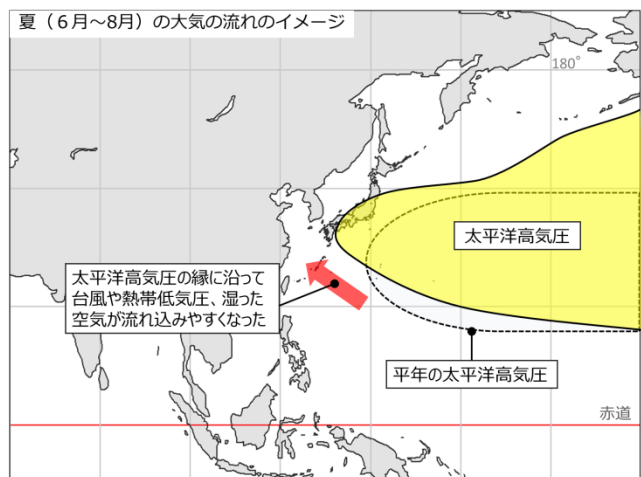 夏（６月～8月）の大気の流れのイメージ
180°
太平洋高気圧
太平洋高気圧の縁に沿って
台風や熱帯低気圧、湿った
空気が流れ込みやすくなった
平年の太平洋高気圧
赤道